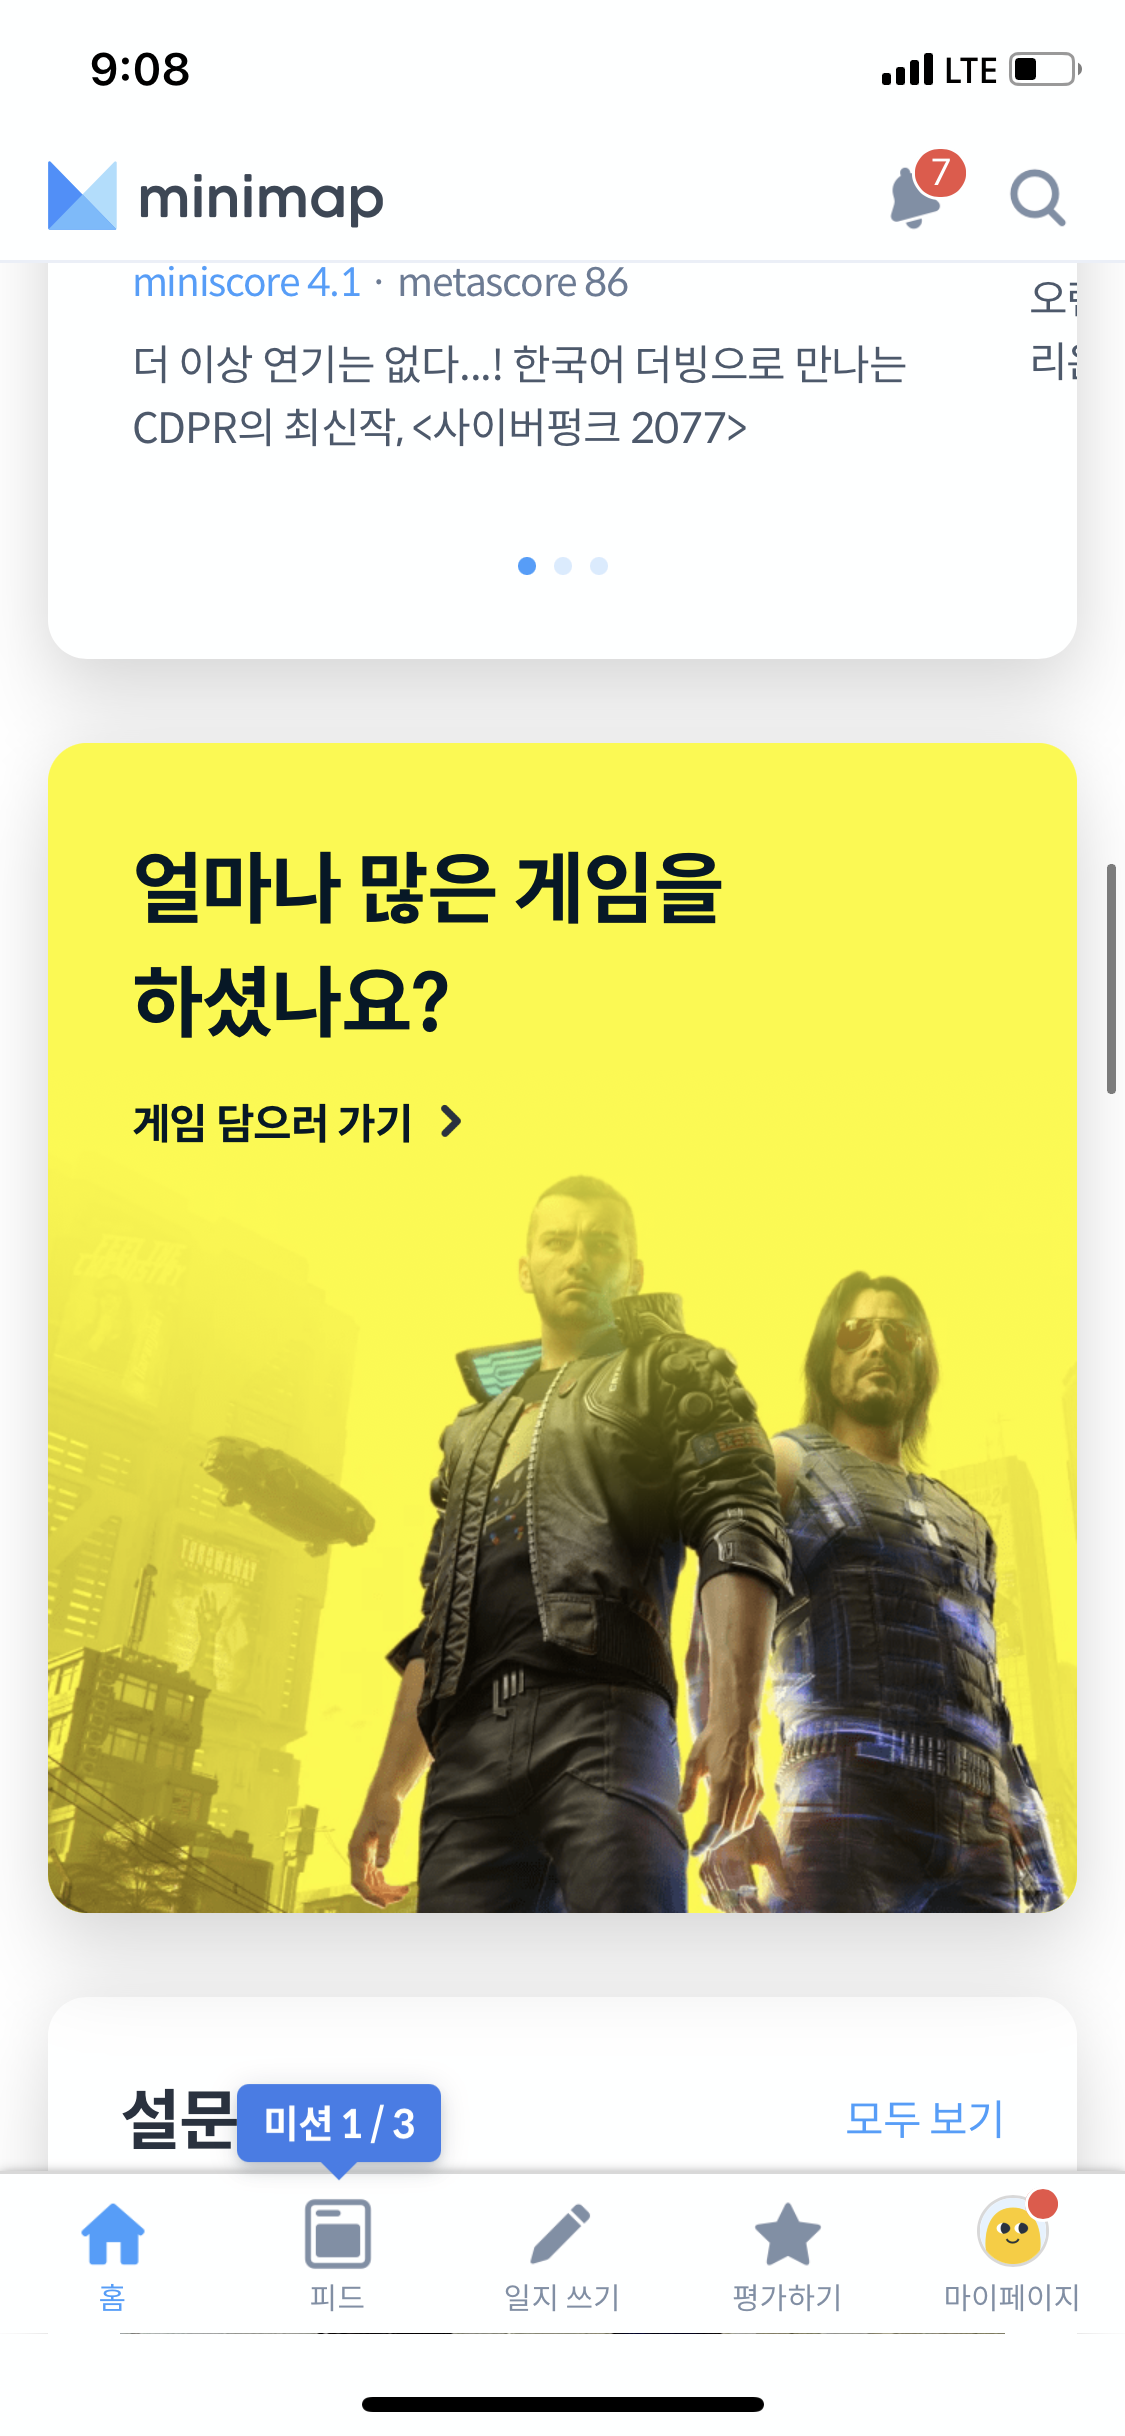 9:08
LTE
minimap
7
miniscore 4.1 · metascore 86
더 이상 연기는 없다...! 한국어 더빙으로 만나는
CDPR의 최신작, <사이버펑크 2077>
얼마나 많은 게임을
하셨나요?
게임 담으러 가기
설문
미션 1 / 3
모두 보기
홈
피드
일지 쓰기
평가하기
마이페이지